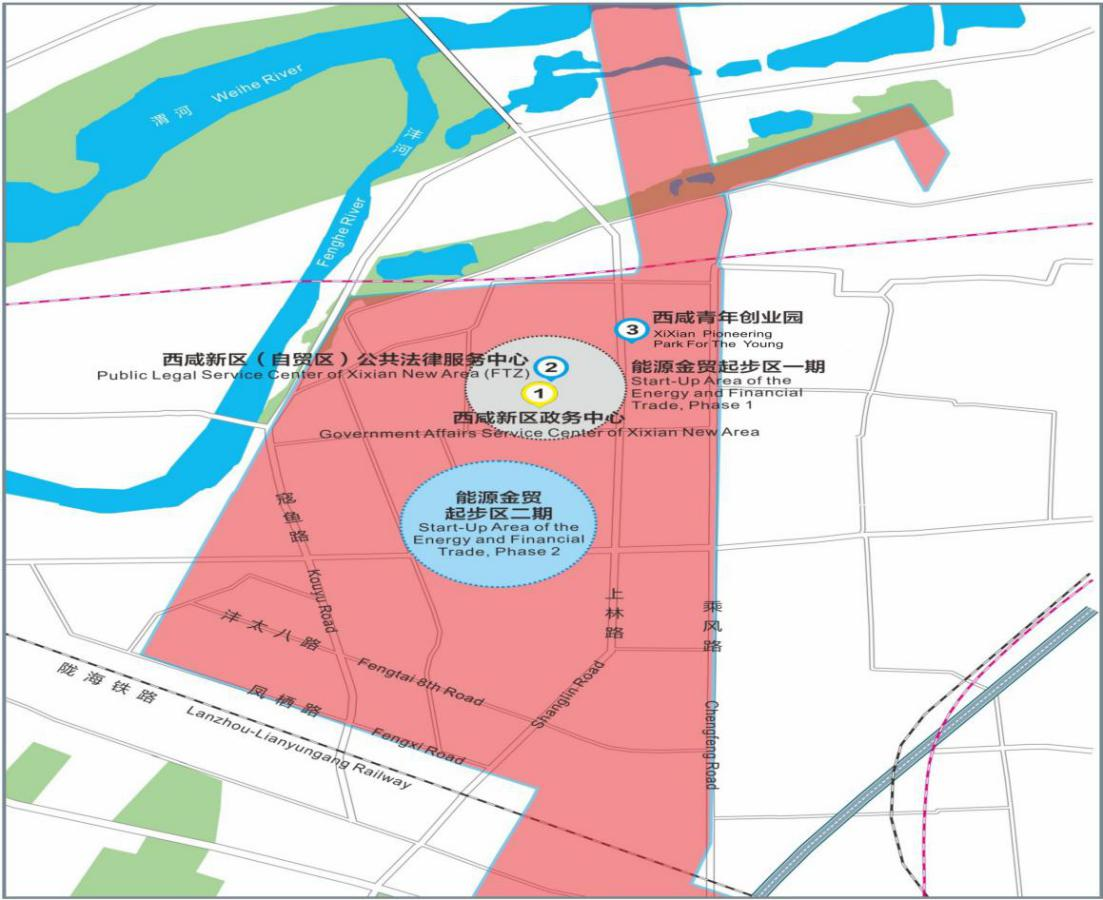 渭河 Weihe River
沣河
Fenghe River
西咸青年创业园
XiXian Pioneering
Park For The Young
3
西咸新区（自贸区）公共法律服务中心
Public Legal Service Center of Xixian New Area (FTZ)
2
能源金贸起步区一期
Start-Up Area of the
Energy and Financial
Trade, Phase 1
1
西咸新区政务中心
Government Affairs Service Center of Xixian New Area
能源金贸
起步区二期
Start-Up Area of the
Energy and Financial
Trade, Phase 2
寇鱼路
Kouyu Road
上林路
Shanglin Road
乘风路
Chengfeng Road
沣太八路
Fengtai 8th Road
凤栖路
Fengxi Road
陇海铁路
Lanzhou-Lianyungang Railway